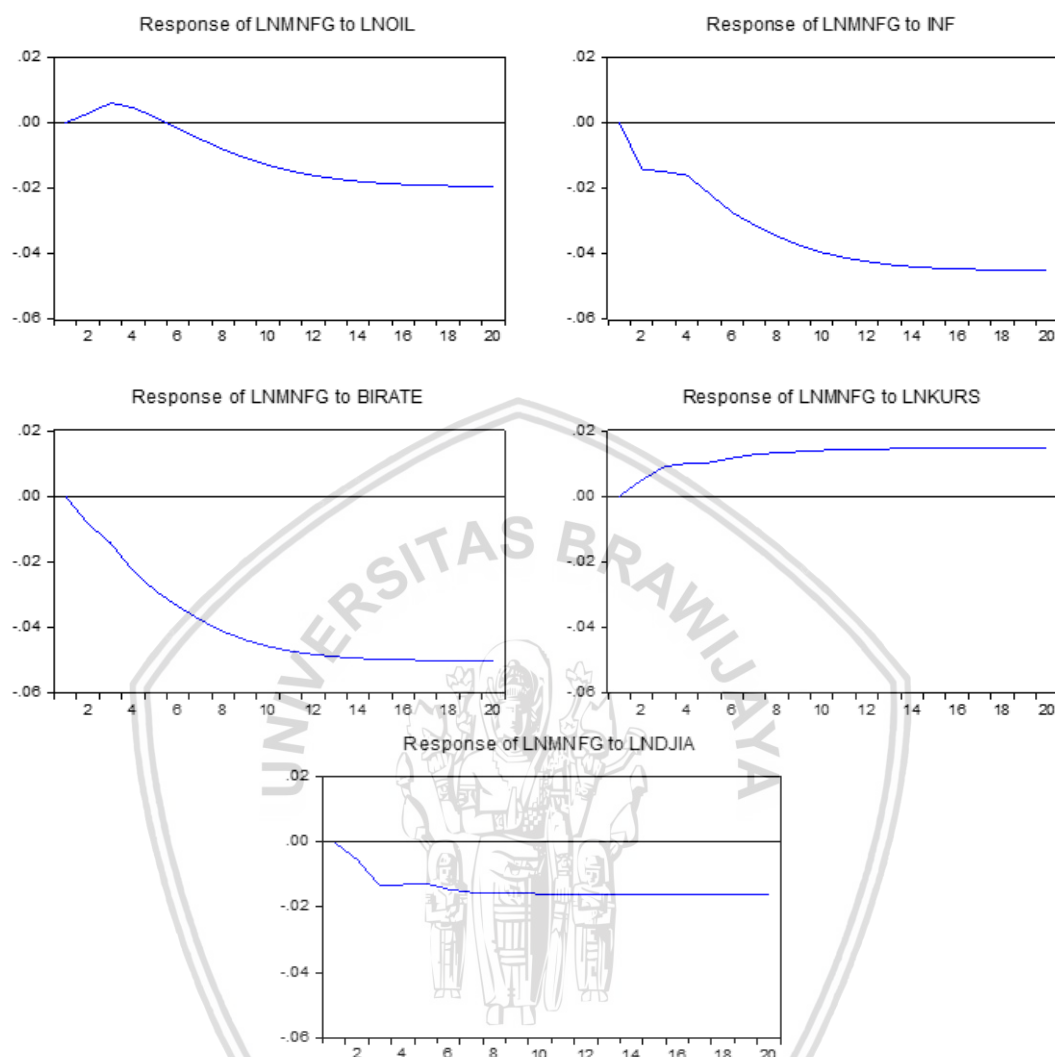 Response of LNMNFG to LNOIL
.02
.00
-.02
-.04
-.06
2 4 6 8 10 12 14 16 18 20
Response of LNMNFG to INF
.02
.00
-.02
-.04
-.06
2 4 6 8 10 12 14 16 18 20
Response of LNMNFG to BIRATE
.02
.00
-.02
-.04
-.06
2 4 6 8 10 12 14 16 18 20
Response of LNMNFG to LNKURS
.02
.00
-.02
-.04
-.06
2 4 6 8 10 12 14 16 18 20
UNIVERSITAS BRAWIJAYA
Response of LNMNFG to LNDJIA
.02
.00
-.02
-.04
-.06
2 4 6 8 10 12 14 16 18 20